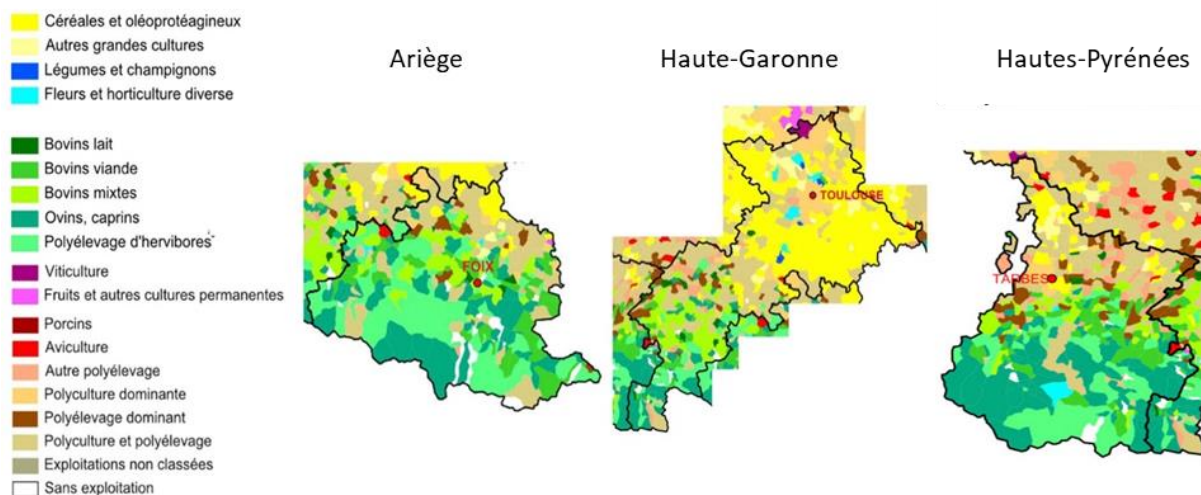 Céréales et oléoprotéagineux
Autres grandes cultures
Légumes et champignons
Fleurs et horticulture diverse
Bovins lait
Bovins viande
Bovins mixtes
Ovins, caprins
Polyélevage d'hervibores
Viticulture
Fruits et autres cultures permanentes
Porcins
Aviculture
Autre polyélevage
Polyculture dominante
Polyélevage dominant
Polyculture et polyélevage
Exploitations non classées
Sans exploitation
Ariège
Haute-Garonne
Hautes-Pyrénées
FOIX
TOULOUSE
TARBES